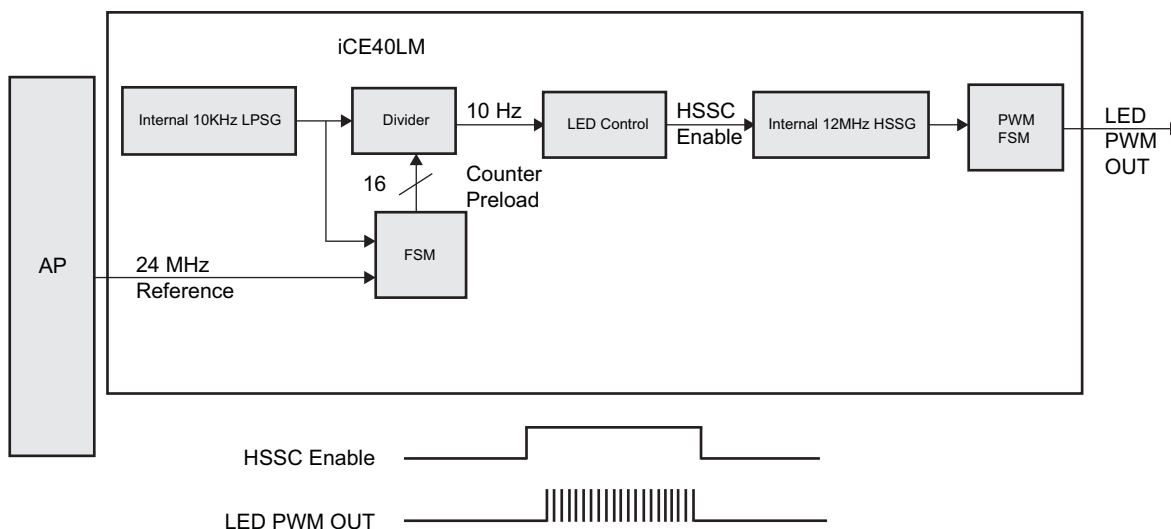 iCE40LM
AP
Internal 10KHz LPSG
Divider
10 Hz
LED Control
HSSC
Enable
Internal 12MHz HSSG
PWM
FSM
LED
PWM
OUT
16
Counter
Preload
FSM
24 MHz
Reference
HSSC Enable
LED PWM OUT